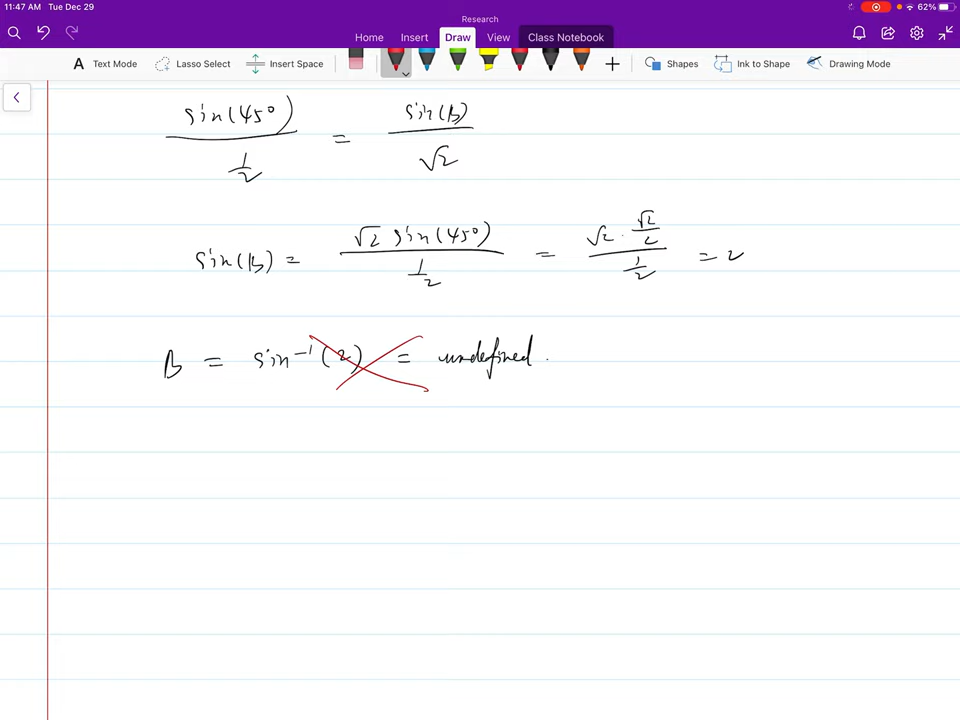 11:47 AM Tue Dec 29
62%
Research
Home Insert Draw View Class Notebook
Text Mode Lasso Select Insert Space Shapes Ink to Shape Drawing Mode
sin(45°)/(1/2) = sin(B)/√2
sin(B) = √2 sin(45°)/(1/2) = (√2 · √2/2)/(1/2) = 2
B = sin⁻¹(2) = undefined.